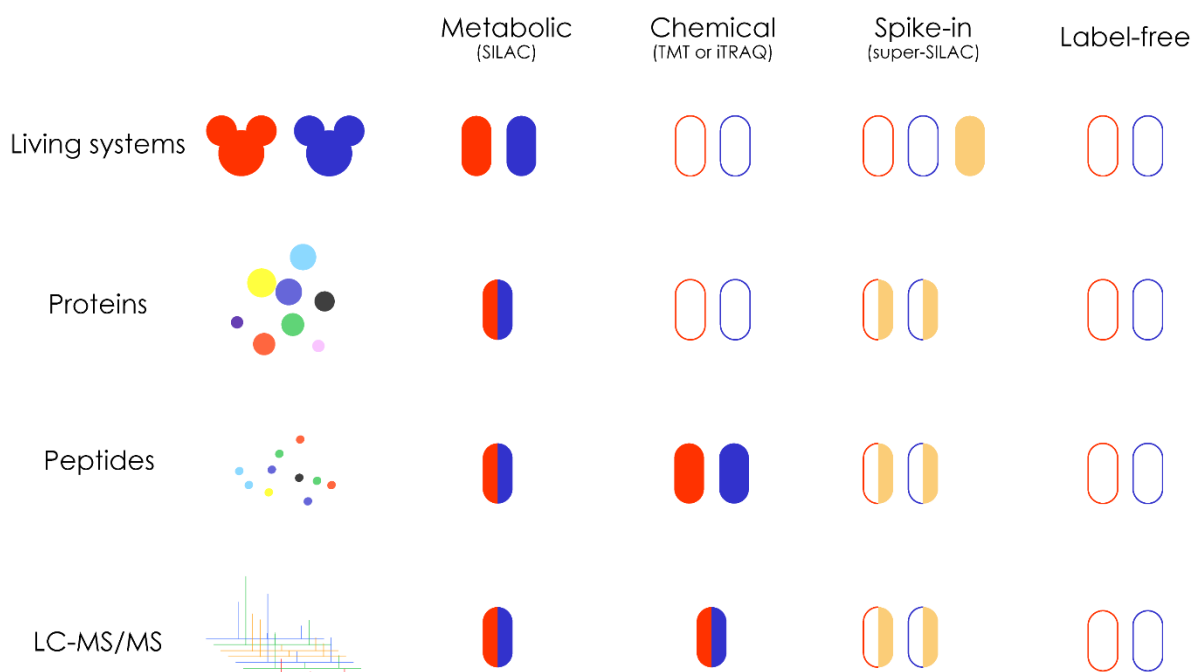 Metabolic
(SILAC)
Chemical
(TMT or iTRAQ)
Spike-in
(super-SILAC)
Label-free
Living systems
Proteins
Peptides
LC-MS/MS